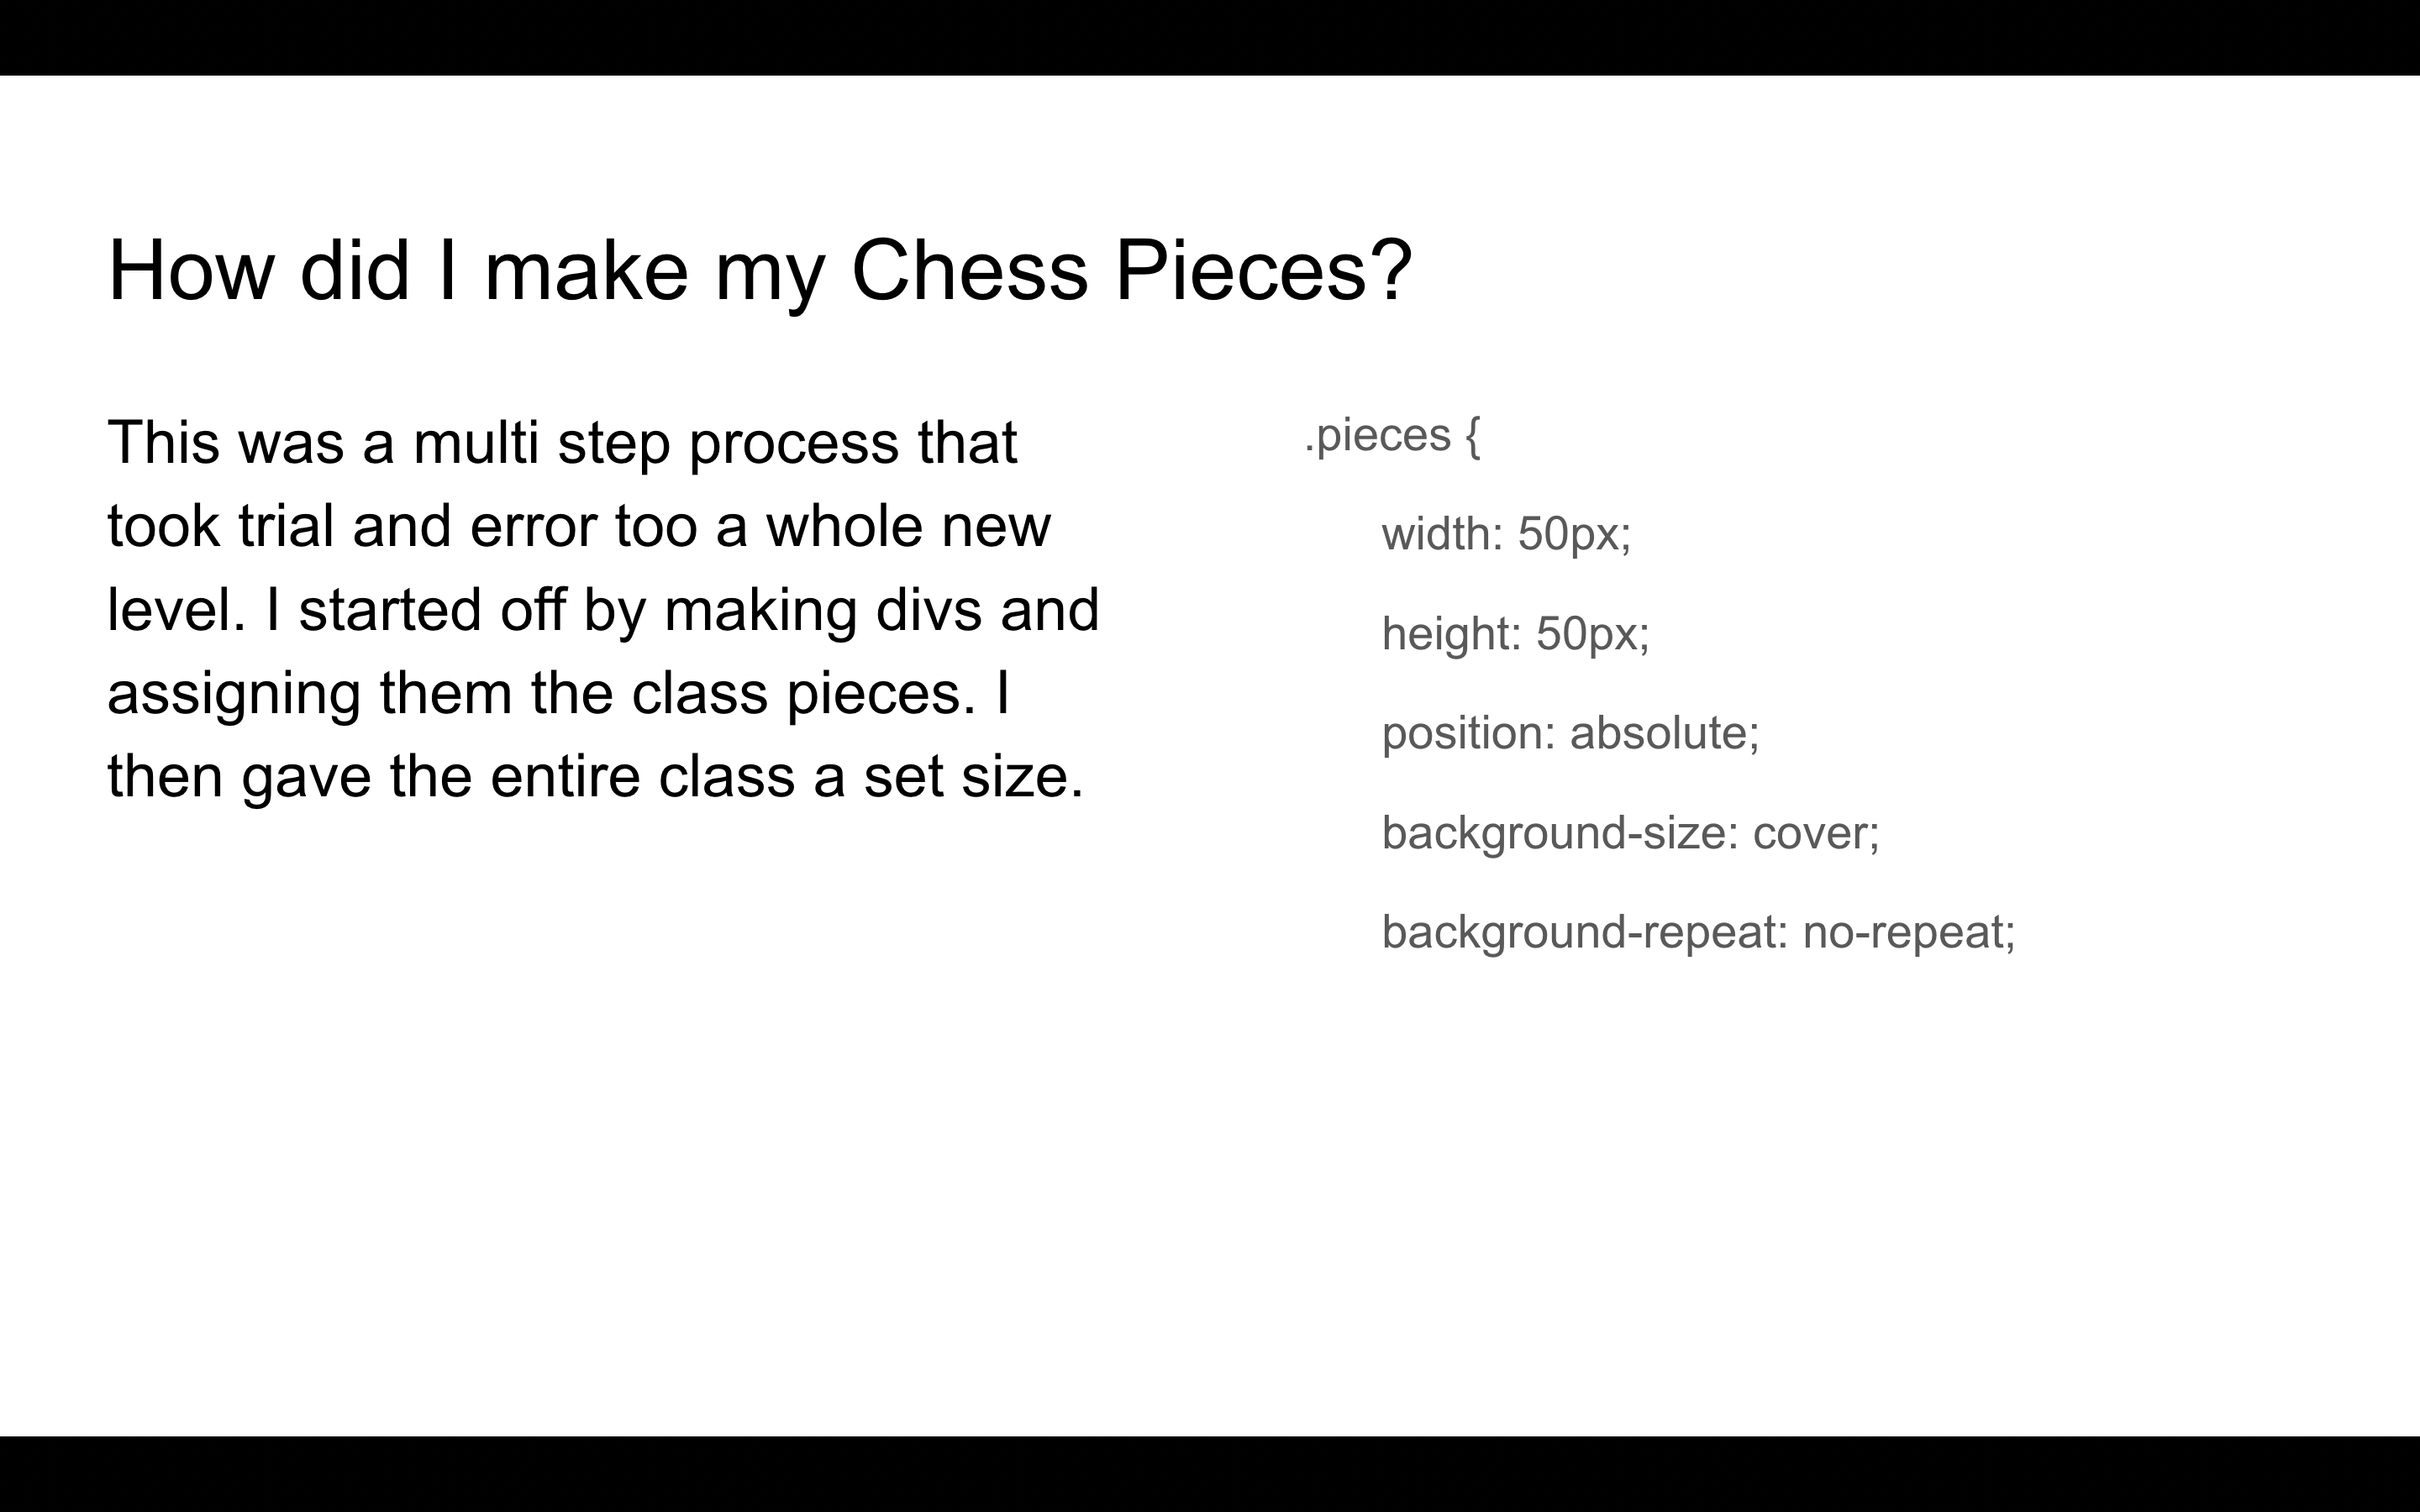 How did I make my Chess Pieces?
This was a multi step process that
took trial and error too a whole new
level. I started off by making divs and
assigning them the class pieces. I
then gave the entire class a set size.
.pieces {
width: 50px;
height: 50px;
position: absolute;
background-size: cover;
background-repeat: no-repeat;